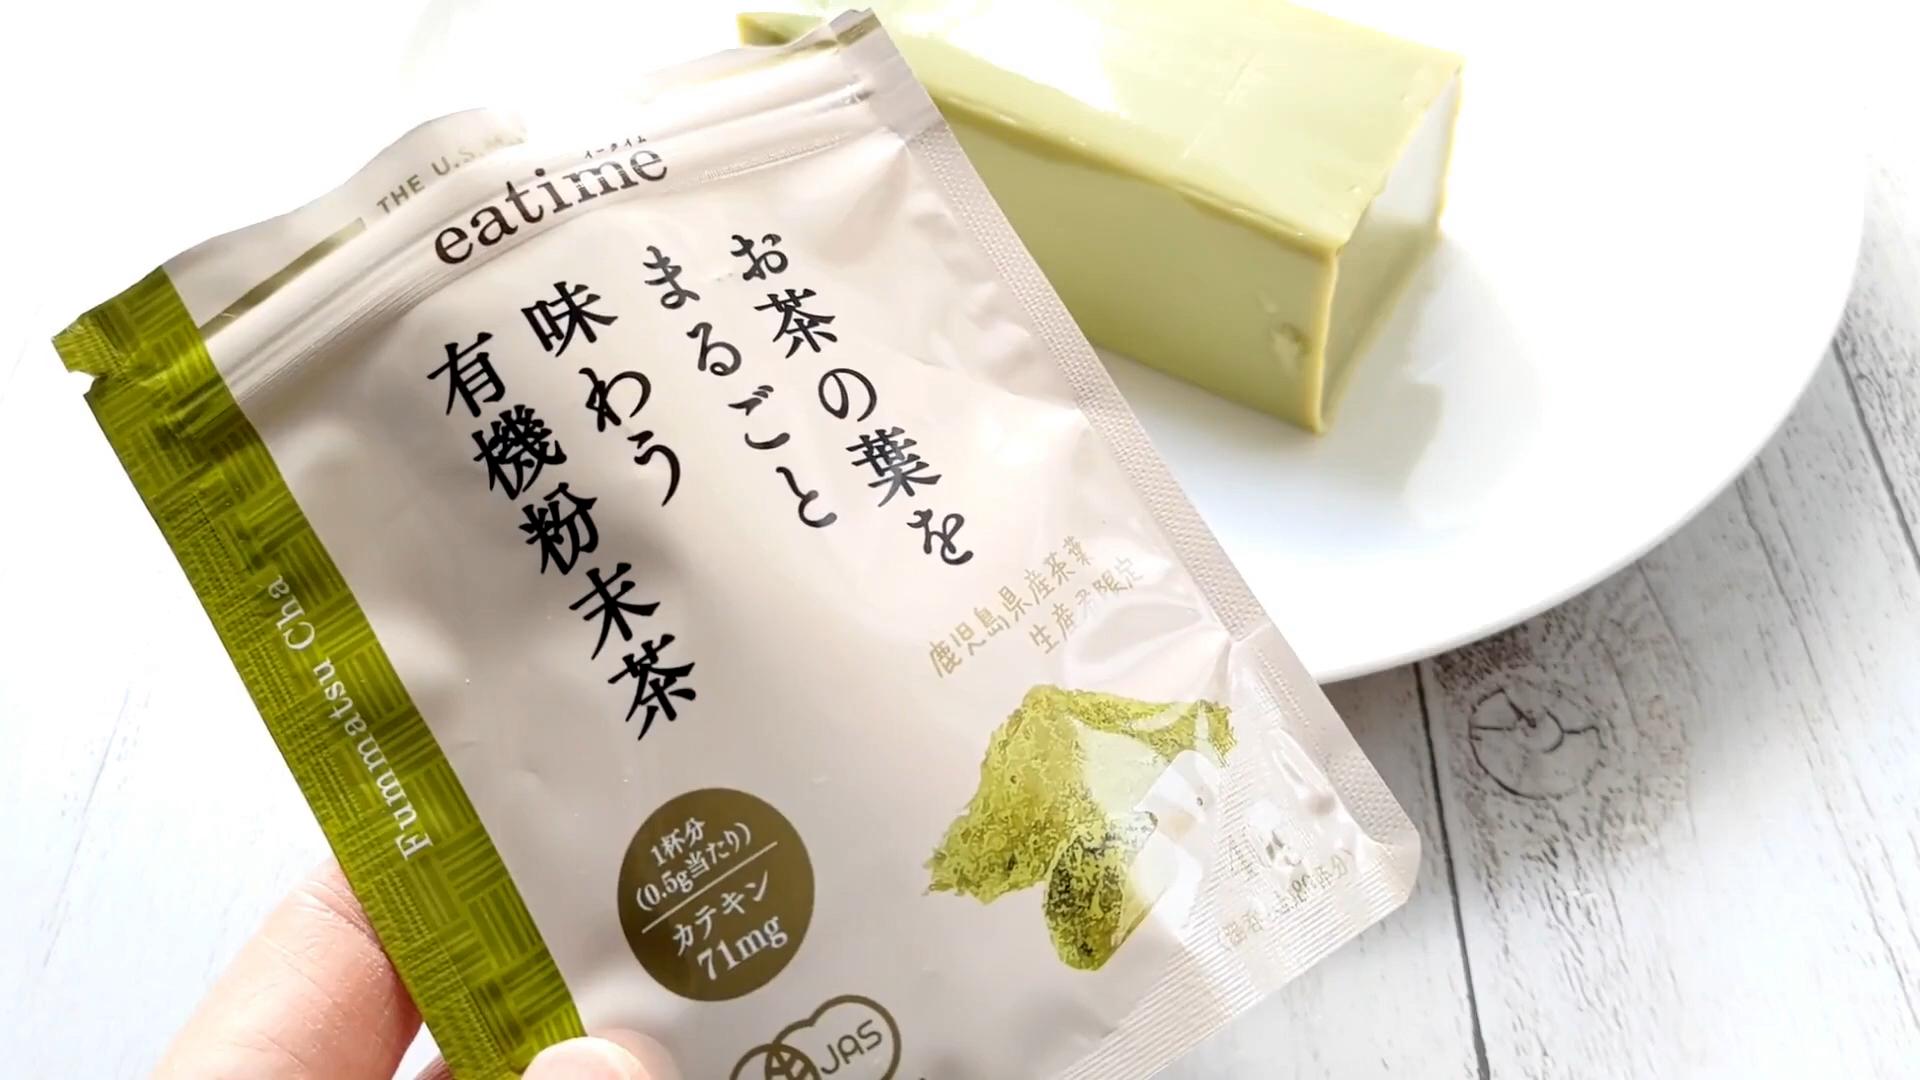 THE U.S.M.
イータイム
eatime
お茶の葉を
まるごと
味わう
有機粉末茶
鹿児島県産茶葉
生産者限定
Funmatsu Cha
1杯分
(0.5g当たり)
カテキン
71mg
JAS